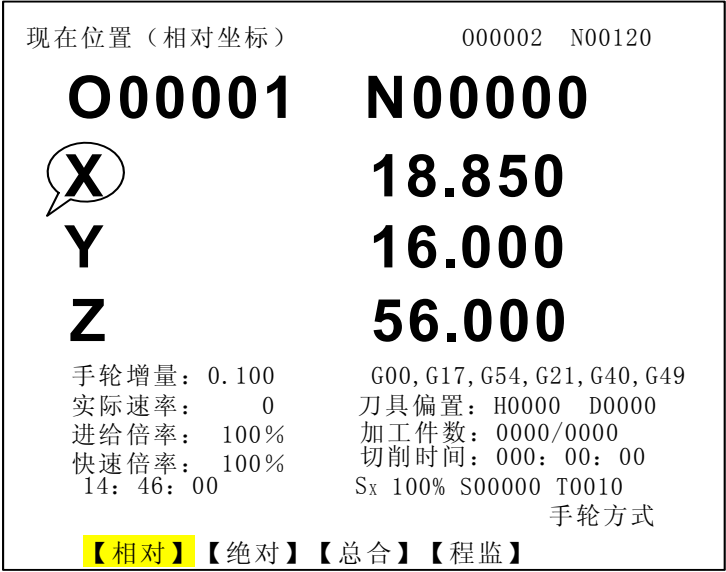 现在位置（相对坐标） O00002 N00120
O00001 N00000
X 18.850
Y 16.000
Z 56.000
手轮增量：0.100 G00,G17,G54,G21,G40,G49
实际速率： 0 刀具偏置：H0000 D0000
进给倍率： 100% 加工件数：0000/0000
快速倍率： 100% 切削时间：000：00：00
14：46：00 Sx 100% S00000 T0010
手轮方式
【相对】【绝对】【总合】【程监】